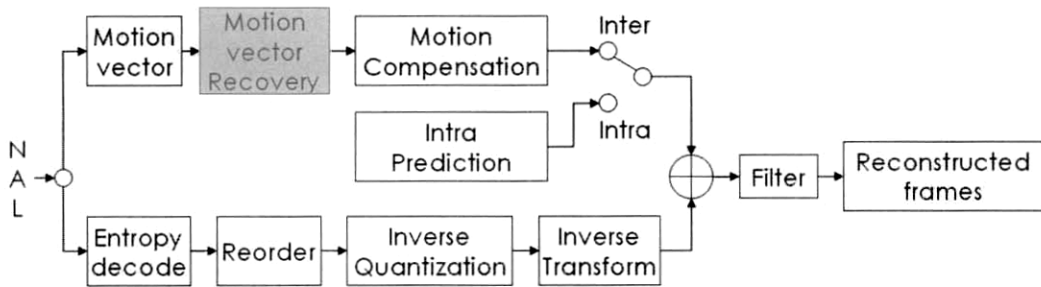 Motion
vector
Motion
vector
Recovery
Motion
Compensation
Inter
Intra
Intra
Prediction
N
A
L
Filter
Reconstructed
frames
Entropy
decode
Reorder
Inverse
Quantization
Inverse
Transform